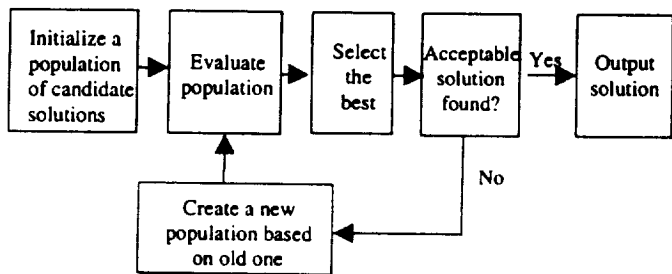 Initialize a
population
of candidate
solutions
Evaluate
population
Select
the
best
Acceptable
solution
found?
Yes
Output
solution
No
Create a new
population based
on old one